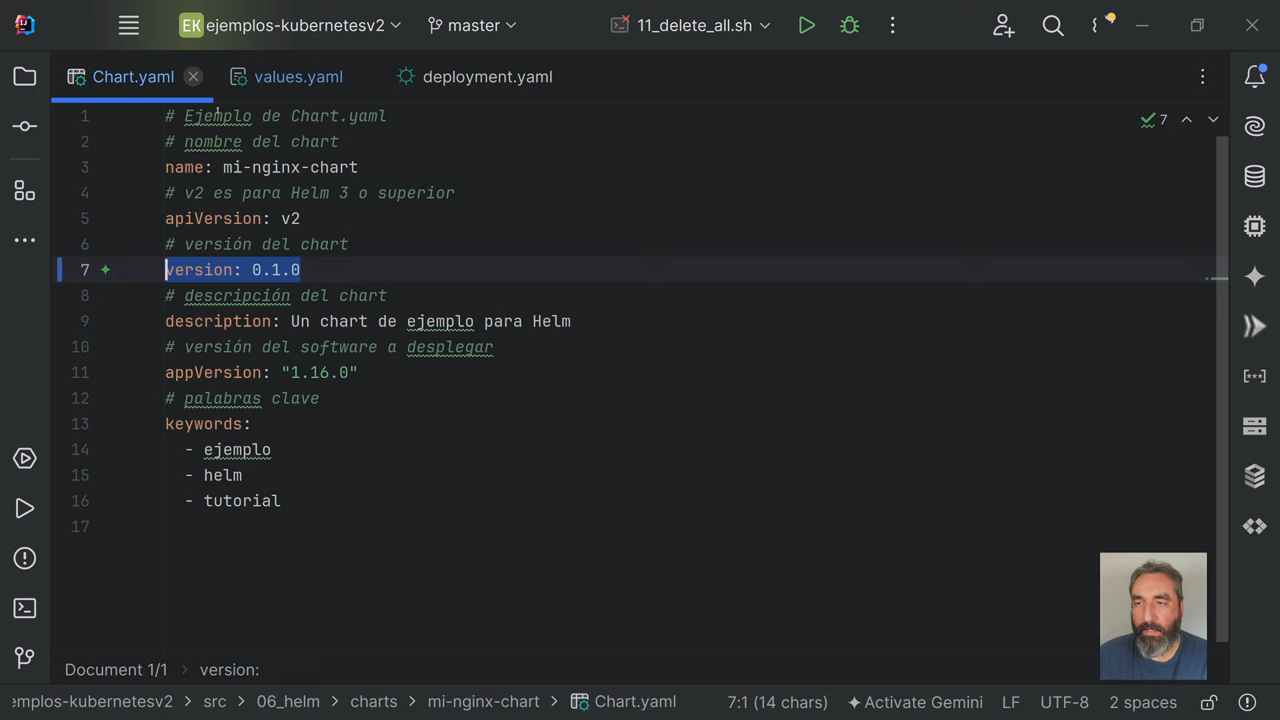 EK ejemplos-kubernetesv2 master 11_delete_all.sh
Chart.yaml values.yaml deployment.yaml
1 # Ejemplo de Chart.yaml
7
2 # nombre del chart
3 name: mi-nginx-chart
4 # v2 es para Helm 3 o superior
5 apiVersion: v2
6 # versión del chart
7 version: 0.1.0
8 # descripción del chart
9 description: Un chart de ejemplo para Helm
10 # versión del software a desplegar
11 appVersion: "1.16.0"
12 # palabras clave
13 keywords:
14 - ejemplo
15 - helm
16 - tutorial
17
Document 1/1 version:
emplos-kubernetesv2 src 06_helm charts mi-nginx-chart Chart.yaml 7:1 (14 chars) Activate Gemini LF UTF-8 2 spaces